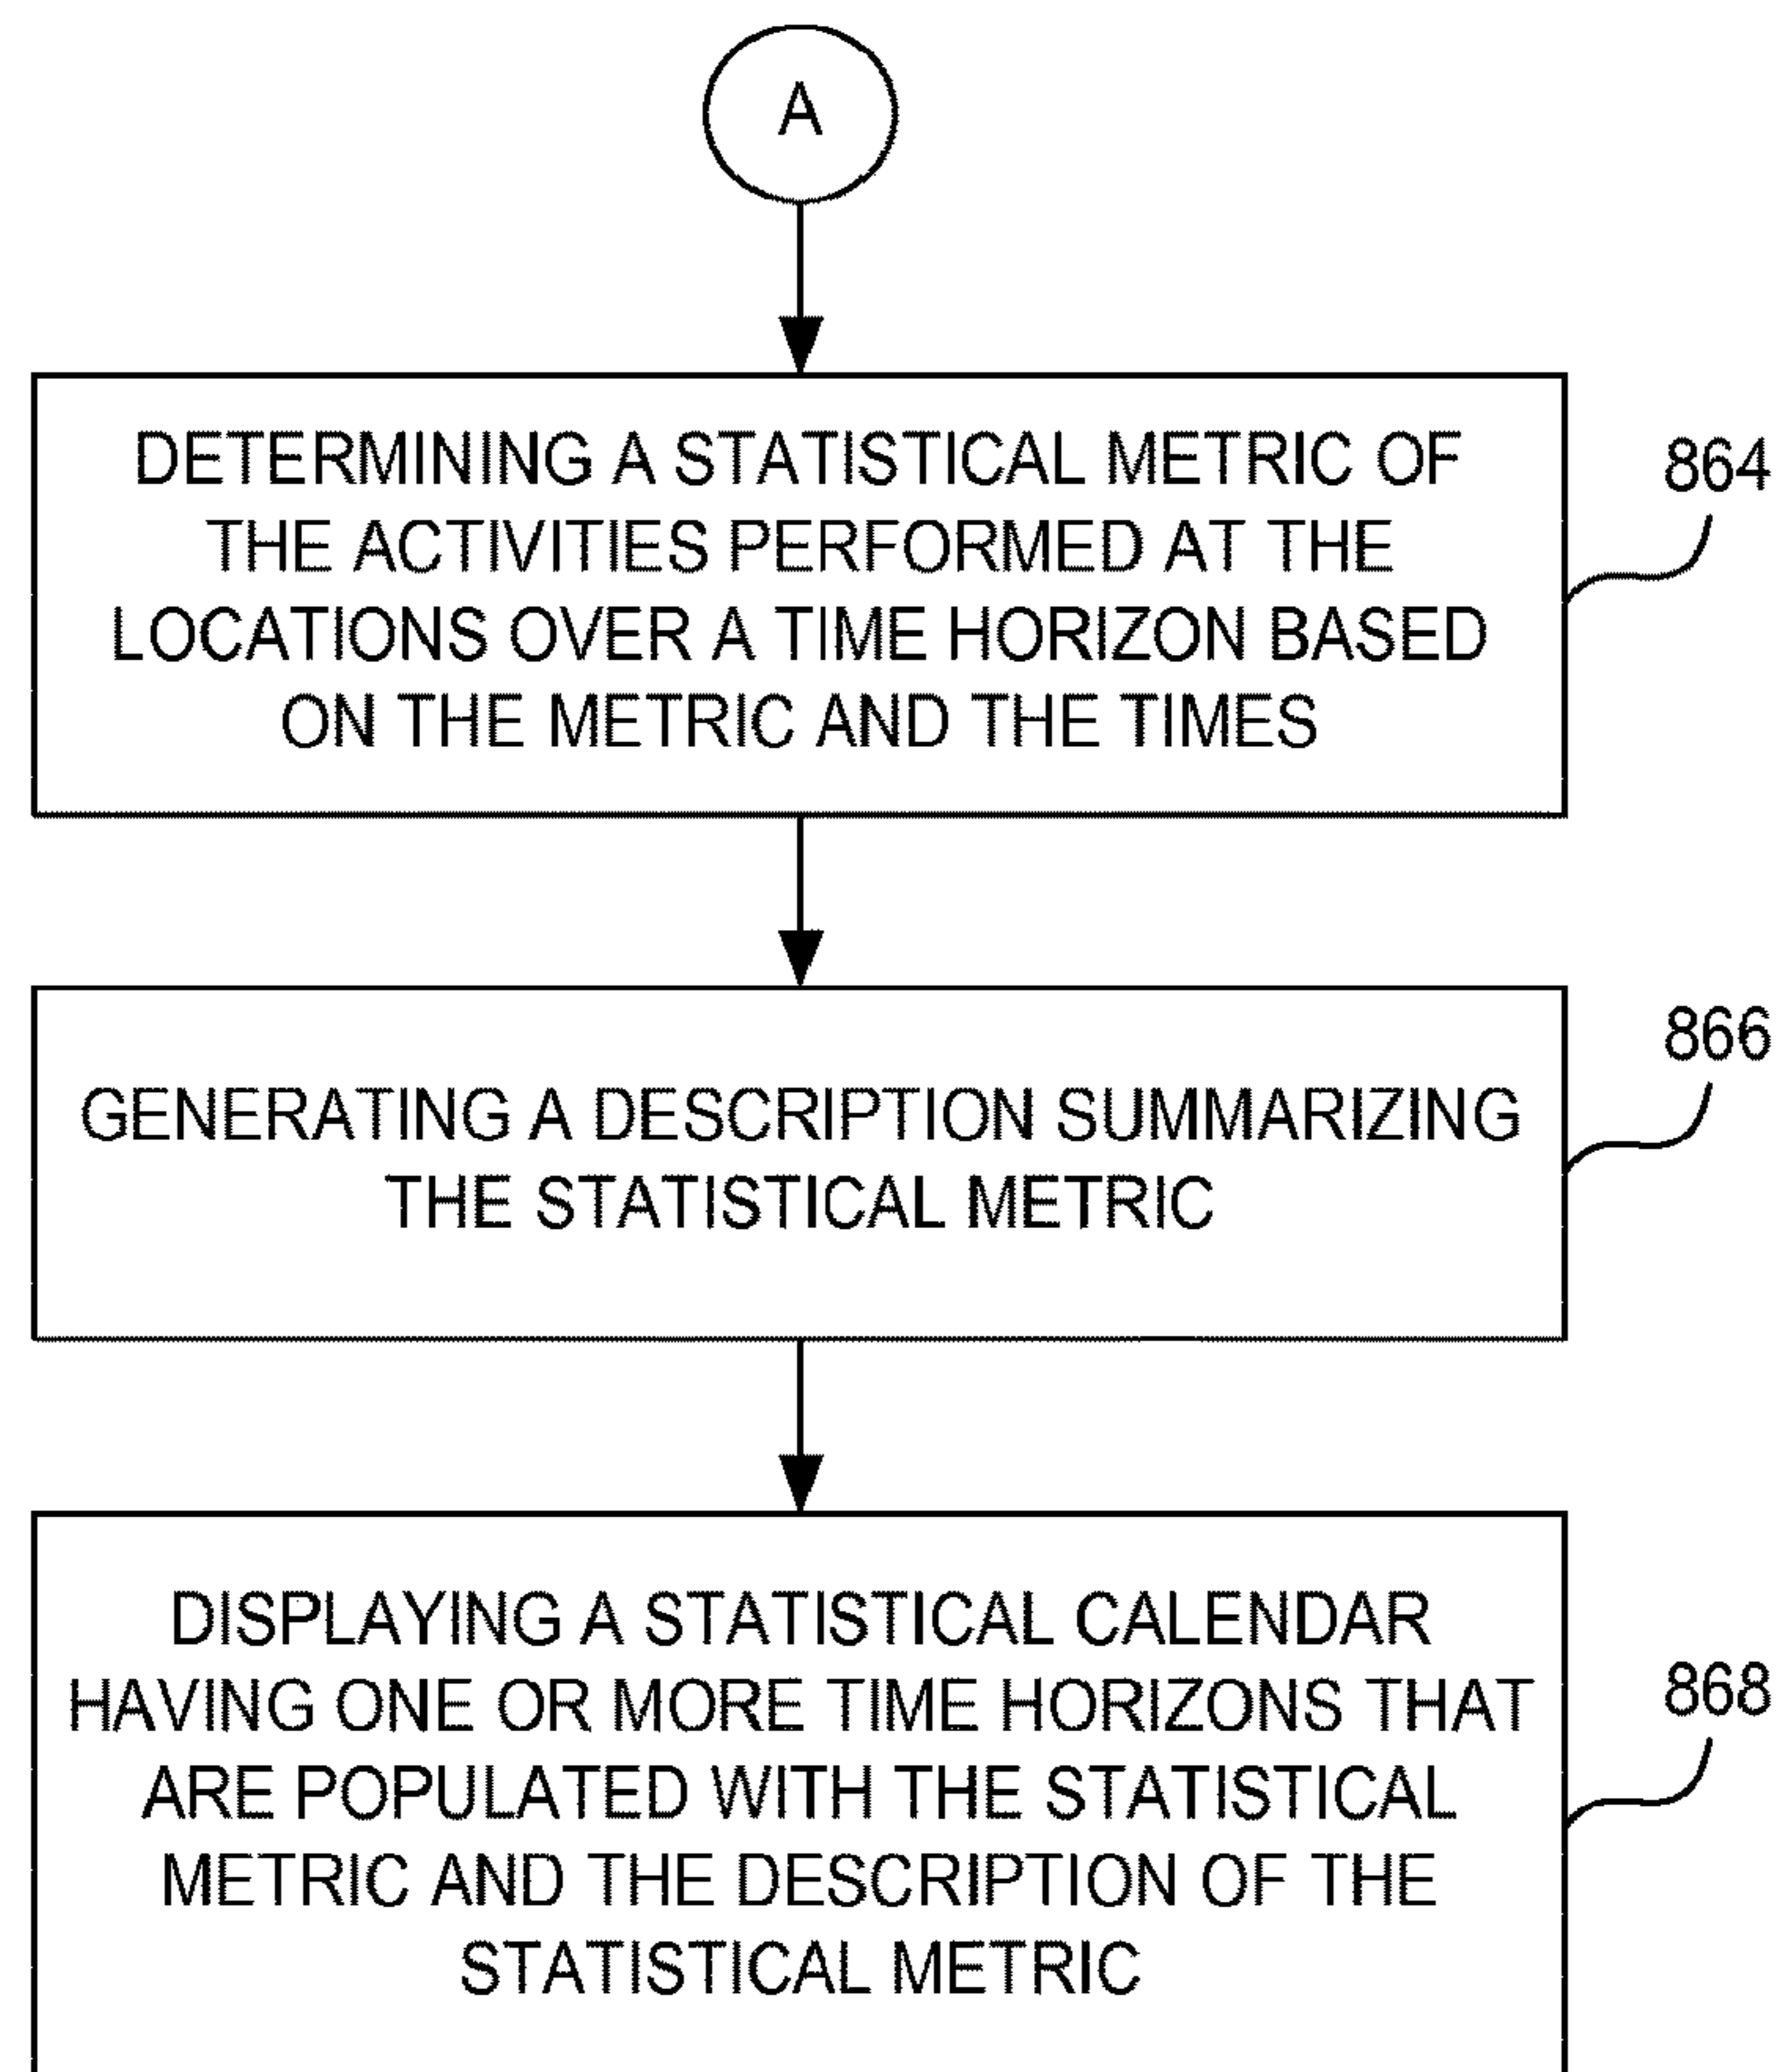 A
DETERMINING A STATISTICAL METRIC OF
THE ACTIVITIES PERFORMED AT THE
LOCATIONS OVER A TIME HORIZON BASED
ON THE METRIC AND THE TIMES
864
GENERATING A DESCRIPTION SUMMARIZING
THE STATISTICAL METRIC
866
DISPLAYING A STATISTICAL CALENDAR
HAVING ONE OR MORE TIME HORIZONS THAT
ARE POPULATED WITH THE STATISTICAL
METRIC AND THE DESCRIPTION OF THE
STATISTICAL METRIC
868